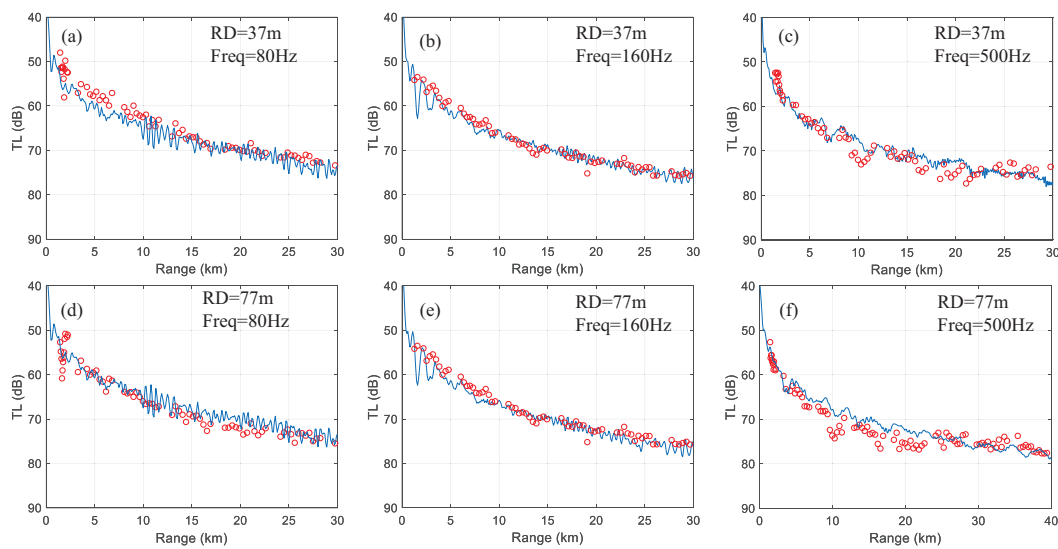 (a)
RD=37m
Freq=80Hz
40
50
60
70
80
90
TL (dB)
0 5 10 15 20 25 30
Range (km)
(b)
RD=37m
Freq=160Hz
40
50
60
70
80
90
TL (dB)
0 5 10 15 20 25 30
Range (km)
(c)
RD=37m
Freq=500Hz
40
50
60
70
80
90
TL (dB)
0 5 10 15 20 25 30
Range (km)
(d)
RD=77m
Freq=80Hz
40
50
60
70
80
90
TL (dB)
0 5 10 15 20 25 30
Range (km)
(e)
RD=77m
Freq=160Hz
40
50
60
70
80
90
TL (dB)
0 5 10 15 20 25 30
Range (km)
(f)
RD=77m
Freq=500Hz
40
50
60
70
80
90
TL (dB)
0 10 20 30 40
Range (km)